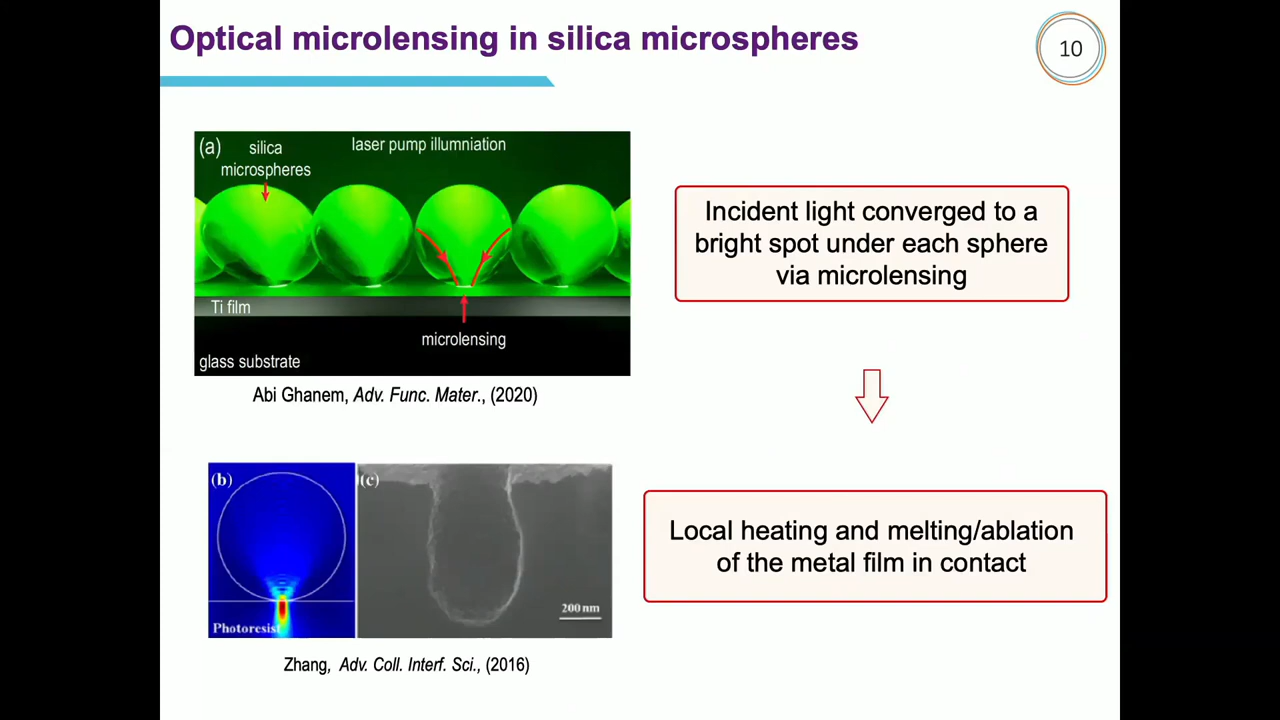 Optical microlensing in silica microspheres
10
(a)
silica
microspheres
laser pump illumniation
Ti film
microlensing
glass substrate
Abi Ghanem, Adv. Func. Mater., (2020)
Incident light converged to a
bright spot under each sphere
via microlensing
(b)
(c)
Photoresist
200 nm
Zhang, Adv. Coll. Interf. Sci., (2016)
Local heating and melting/ablation
of the metal film in contact